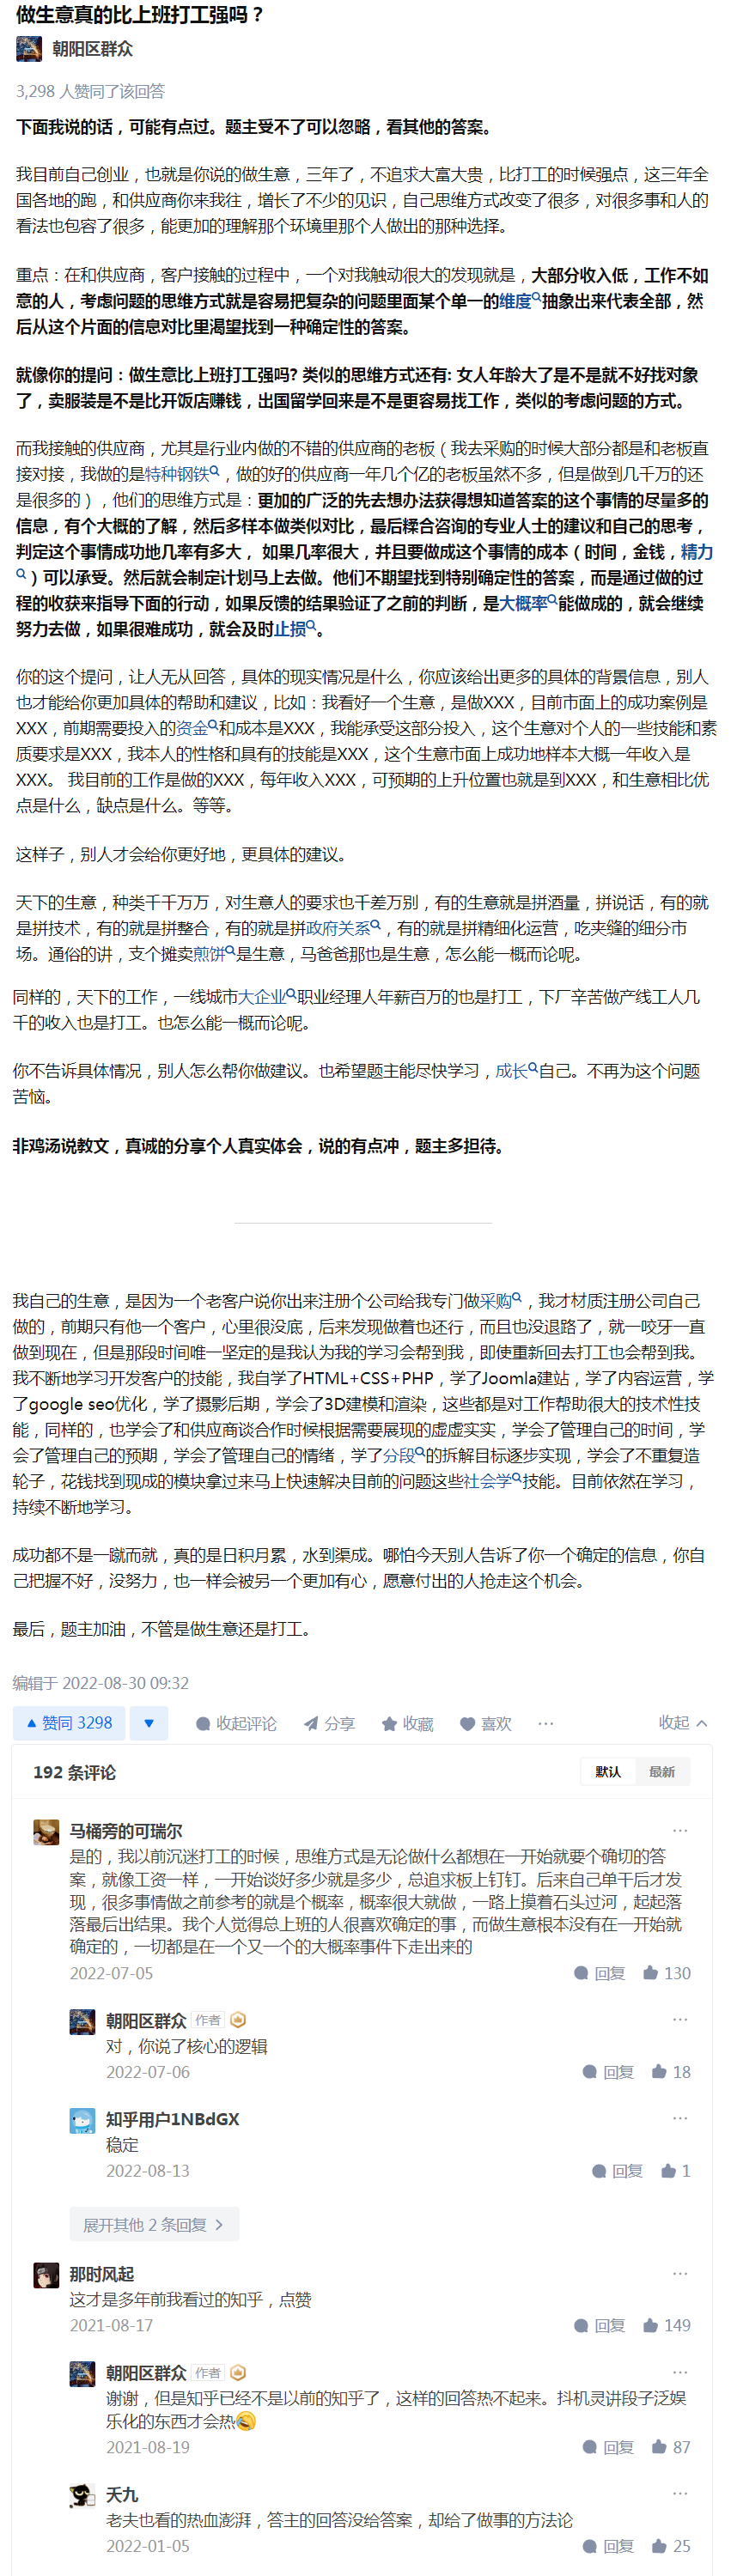 做生意真的比上班打工强吗？
朝阳区群众
3,298 人赞同了该回答
下面我说的话，可能有点过。题主受不了可以忽略，看其他的答案。
我目前自己创业，也就是你说的做生意，三年了，不追求大富大贵，比打工的时候强点，这三年全
国各地的跑，和供应商你来我往，增长了不少的见识，自己思维方式改变了很多，对很多事和人的
看法也包容了很多，能更加的理解那个环境里那个人做出的那种选择。
重点：在和供应商，客户接触的过程中，一个对我触动很大的发现就是，大部分收入低，工作不如
意的人，考虑问题的思维方式就是容易把复杂的问题里面某个单一的维度抽象出来代表全部，然
后从这个片面的信息对比里渴望找到一种确定性的答案。
就像你的提问：做生意比上班打工强吗? 类似的思维方式还有: 女人年龄大了是不是就不好找对象
了，卖服装是不是比开饭店赚钱，出国留学回来是不是更容易找工作，类似的考虑问题的方式。
而我接触的供应商，尤其是行业内做的不错的供应商的老板（我去采购的时候大部分都是和老板直
接对接，我做的是特种钢铁，做的好的供应商一年几个亿的老板虽然不多，但是做到几千万的还
是很多的），他们的思维方式是：更加的广泛的先去想办法获得想知道答案的这个事情的尽量多的
信息，有个大概的了解，然后多样本做类似对比，最后糅合咨询的专业人士的建议和自己的思考，
判定这个事情成功地几率有多大， 如果几率很大，并且要做成这个事情的成本（时间，金钱，精力
）可以承受。然后就会制定计划马上去做。他们不期望找到特别确定性的答案，而是通过做的过
程的收获来指导下面的行动，如果反馈的结果验证了之前的判断，是大概率能做成的，就会继续
努力去做，如果很难成功，就会及时止损。
你的这个提问，让人无从回答，具体的现实情况是什么，你应该给出更多的具体的背景信息，别人
也才能给你更加具体的帮助和建议，比如：我看好一个生意，是做XXX，目前市面上的成功案例是
XXX，前期需要投入的资金和成本是XXX，我能承受这部分投入，这个生意对个人的一些技能和素
质要求是XXX，我本人的性格和具有的技能是XXX，这个生意市面上成功地样本大概一年收入是
XXX。 我目前的工作是做的XXX，每年收入XXX，可预期的上升位置也就是到XXX，和生意相比优
点是什么，缺点是什么。等等。
这样子，别人才会给你更好地，更具体的建议。
天下的生意，种类千千万万，对生意人的要求也千差万别，有的生意就是拼酒量，拼说话，有的就
是拼技术，有的就是拼整合，有的就是拼政府关系，有的就是拼精细化运营，吃夹缝的细分市
场。通俗的讲，支个摊卖煎饼是生意，马爸爸那也是生意，怎么能一概而论呢。
同样的，天下的工作，一线城市大企业职业经理人年薪百万的也是打工，下厂辛苦做产线工人几
千的收入也是打工。也怎么能一概而论呢。
你不告诉具体情况，别人怎么帮你做建议。也希望题主能尽快学习，成长自己。不再为这个问题
苦恼。
非鸡汤说教文，真诚的分享个人真实体会，说的有点冲，题主多担待。
我自己的生意，是因为一个老客户说你出来注册个公司给我专门做采购，我才材质注册公司自己
做的，前期只有他一个客户，心里很没底，后来发现做着也还行，而且也没退路了，就一咬牙一直
做到现在，但是那段时间唯一坚定的是我认为我的学习会帮到我，即使重新回去打工也会帮到我。
我不断地学习开发客户的技能，我自学了HTML+CSS+PHP，学了Joomla建站，学了内容运营，学
了google seo优化，学了摄影后期，学会了3D建模和渲染，这些都是对工作帮助很大的技术性技
能，同样的，也学会了和供应商谈合作时候根据需要展现的虚虚实实，学会了管理自己的时间，学
会了管理自己的预期，学会了管理自己的情绪，学了分段的拆解目标逐步实现，学会了不重复造
轮子，花钱找到现成的模块拿过来马上快速解决目前的问题这些社会学技能。目前依然在学习，
持续不断地学习。
成功都不是一蹴而就，真的是日积月累，水到渠成。哪怕今天别人告诉了你一个确定的信息，你自
己把握不好，没努力，也一样会被另一个更加有心，愿意付出的人抢走这个机会。
最后，题主加油，不管是做生意还是打工。
编辑于 2022-08-30 09:32
赞同 3298 收起评论 分享 收藏 喜欢 ··· 收起
192 条评论 默认 最新
马桶旁的可瑞尔 ···
是的，我以前沉迷打工的时候，思维方式是无论做什么都想在一开始就要个确切的答
案，就像工资一样，一开始谈好多少就是多少，总追求板上钉钉。后来自己单干后才发
现，很多事情做之前参考的就是个概率，概率很大就做，一路上摸着石头过河，起起落
落最后出结果。我个人觉得总上班的人很喜欢确定的事，而做生意根本没有在一开始就
确定的，一切都是在一个又一个的大概率事件下走出来的
2022-07-05 回复 130
朝阳区群众 作者 ···
对，你说了核心的逻辑
2022-07-06 回复 18
知乎用户1NBdGX ···
稳定
2022-08-13 回复 1
展开其他 2 条回复
那时风起 ···
这才是多年前我看过的知乎，点赞
2021-08-17 回复 149
朝阳区群众 作者 ···
谢谢，但是知乎已经不是以前的知乎了，这样的回答热不起来。抖机灵讲段子泛娱
乐化的东西才会热
2021-08-19 回复 87
夭九 ···
老夫也看的热血澎湃，答主的回答没给答案，却给了做事的方法论
2022-01-05 回复 25